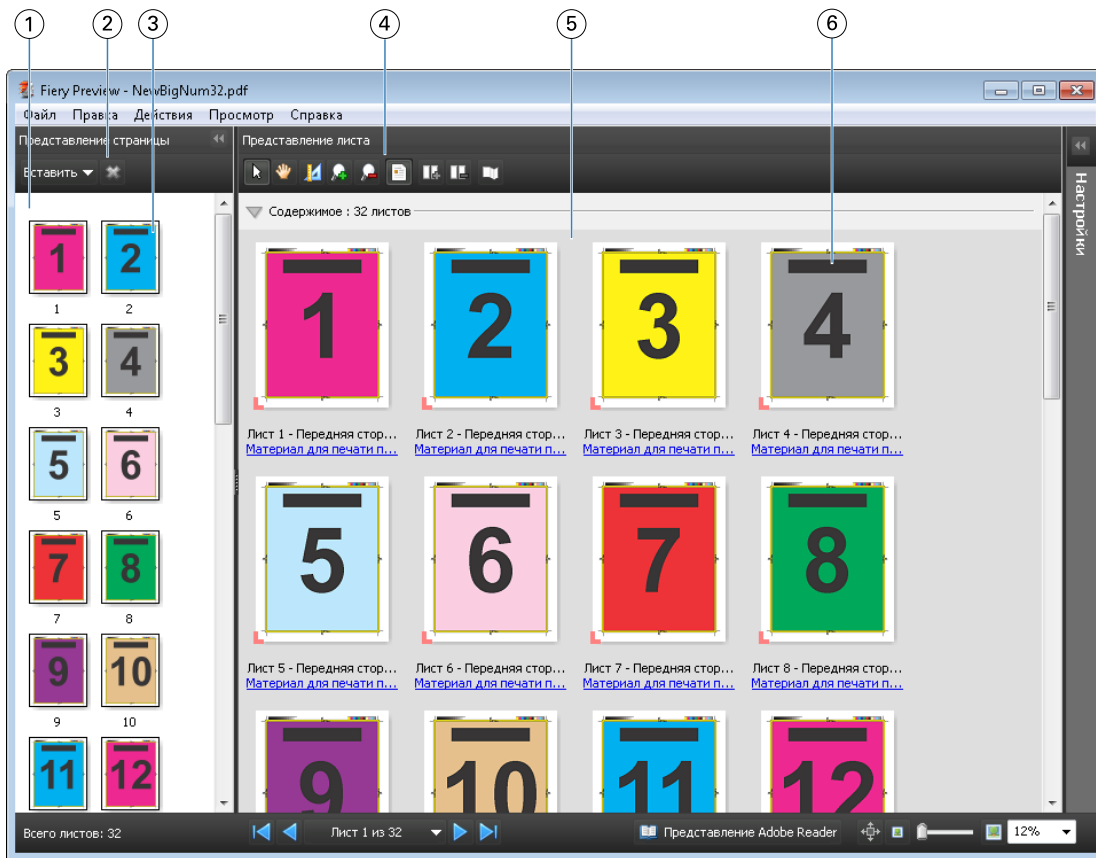 1 2 3 4 5 6
Fiery Preview - NewBigNum32.pdf
Файл Правка Действия Просмотр Справка
Представление страницы
Вставить
1 2
1 2
3 4
3 4
5 6
5 6
7 8
7 8
9 10
9 10
11 12
Представление листа
Содержимое : 32 листов
1 2 3 4
Лист 1 - Передняя стор... Лист 2 - Передняя стор... Лист 3 - Передняя стор... Лист 4 - Передняя стор...
Материал для печати п... Материал для печати п... Материал для печати п... Материал для печати п...
5 6 7 8
Лист 5 - Передняя стор... Лист 6 - Передняя стор... Лист 7 - Передняя стор... Лист 8 - Передняя стор...
Материал для печати п... Материал для печати п... Материал для печати п... Материал для печати п...
9 10 11 12
Настройки
Всего листов: 32 Лист 1 из 32 Представление Adobe Reader 12%